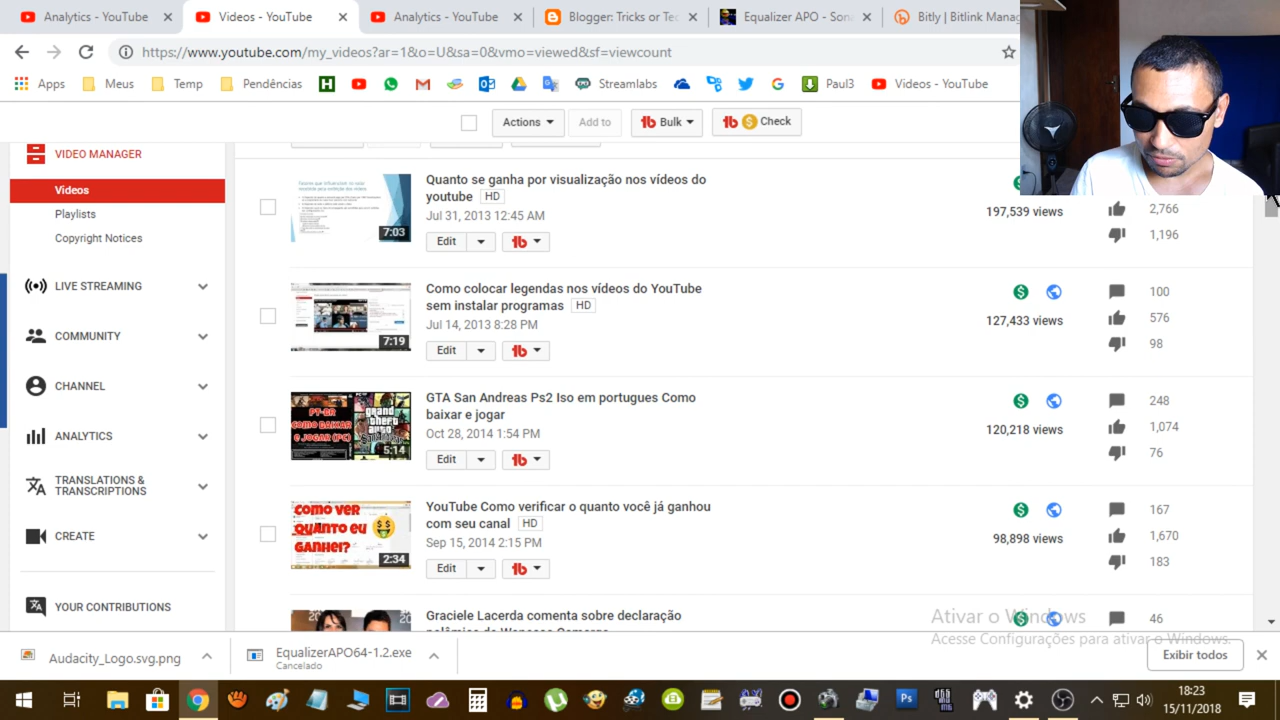 Analytics - YouTube
Videos - YouTube
Analytics - YouTube
Blogger: Tricks or Tec
Equalizer APO - Sona
Bitly | Bitlink Manag
https://www.youtube.com/my_videos?ar=1&o=U&sa=0&vmo=viewed&sf=viewcount
Apps
Meus
Temp
Pendências
Streamlabs
Paul3
Videos - YouTube
Actions
Add to
Bulk
Check
VIDEO MANAGER
Videos
Playlists
Copyright Notices
LIVE STREAMING
COMMUNITY
CHANNEL
ANALYTICS
TRANSLATIONS &
TRANSCRIPTIONS
CREATE
YOUR CONTRIBUTIONS
7:03
Quanto se ganha por visualização nos vídeos do
youtube HD
Jul 31, 2013 12:45 AM
Edit
197,539 views
2,766
1,196
7:19
Como colocar legendas nos vídeos do YouTube
sem instalar programas HD
Jul 14, 2013 8:28 PM
Edit
127,433 views
100
576
98
PT-BR
COMO BAIXAR
E JOGAR (PC)
5:14
GTA San Andreas Ps2 Iso em portugues Como
baixar e jogar
Edit
120,218 views
248
1,074
76
COMO VER
QUANTO EU
GANHEI?
2:34
YouTube Como verificar o quanto você já ganhou
com seu canal HD
Sep 15, 2014 2:15 PM
Edit
98,898 views
167
1,670
183
Graciele Lacerda comenta sobre declaração
46
Ativar o Windows
Acesse Configurações para ativar o Windows.
Audacity_Logo.svg.png
EqualizerAPO64-1.2.exe
Cancelado
Exibir todos
18:23
15/11/2018